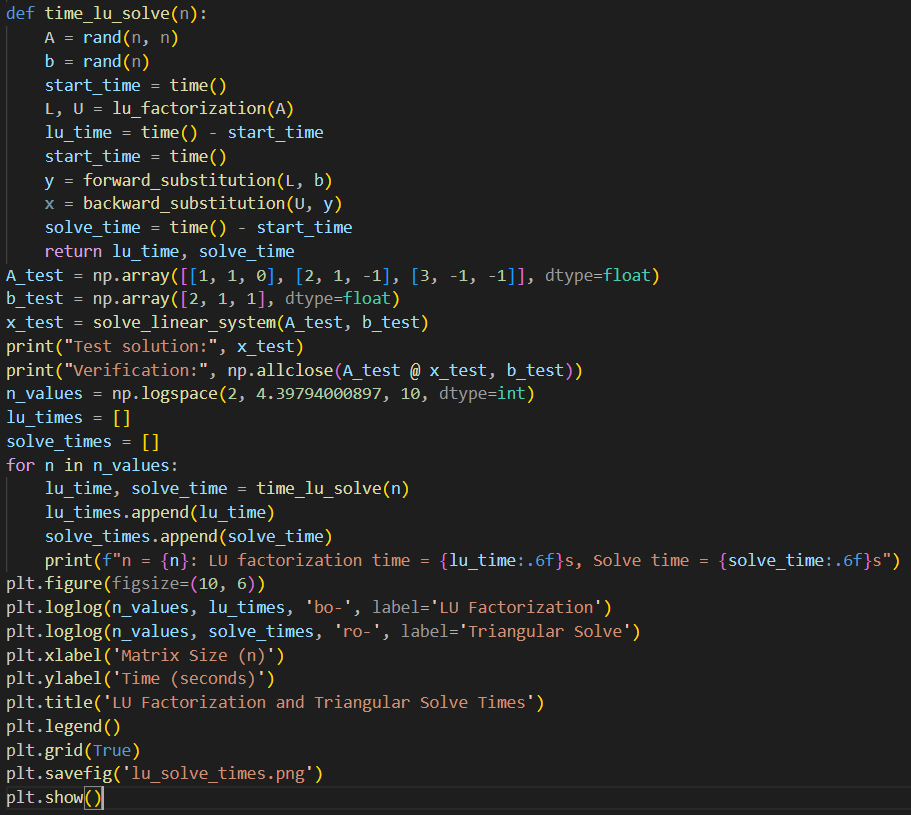 def time_lu_solve(n):
    A = rand(n, n)
    b = rand(n)
    start_time = time()
    L, U = lu_factorization(A)
    lu_time = time() - start_time
    start_time = time()
    y = forward_substitution(L, b)
    x = backward_substitution(U, y)
    solve_time = time() - start_time
    return lu_time, solve_time
A_test = np.array([[1, 1, 0], [2, 1, -1], [3, -1, -1]], dtype=float)
b_test = np.array([2, 1, 1], dtype=float)
x_test = solve_linear_system(A_test, b_test)
print("Test solution:", x_test)
print("Verification:", np.allclose(A_test @ x_test, b_test))
n_values = np.logspace(2, 4.39794000897, 10, dtype=int)
lu_times = []
solve_times = []
for n in n_values:
    lu_time, solve_time = time_lu_solve(n)
    lu_times.append(lu_time)
    solve_times.append(solve_time)
    print(f"n = {n}: LU factorization time = {lu_time:.6f}s, Solve time = {solve_time:.6f}s")
plt.figure(figsize=(10, 6))
plt.loglog(n_values, lu_times, 'bo-', label='LU Factorization')
plt.loglog(n_values, solve_times, 'ro-', label='Triangular Solve')
plt.xlabel('Matrix Size (n)')
plt.ylabel('Time (seconds)')
plt.title('LU Factorization and Triangular Solve Times')
plt.legend()
plt.grid(True)
plt.savefig('lu_solve_times.png')
plt.show()